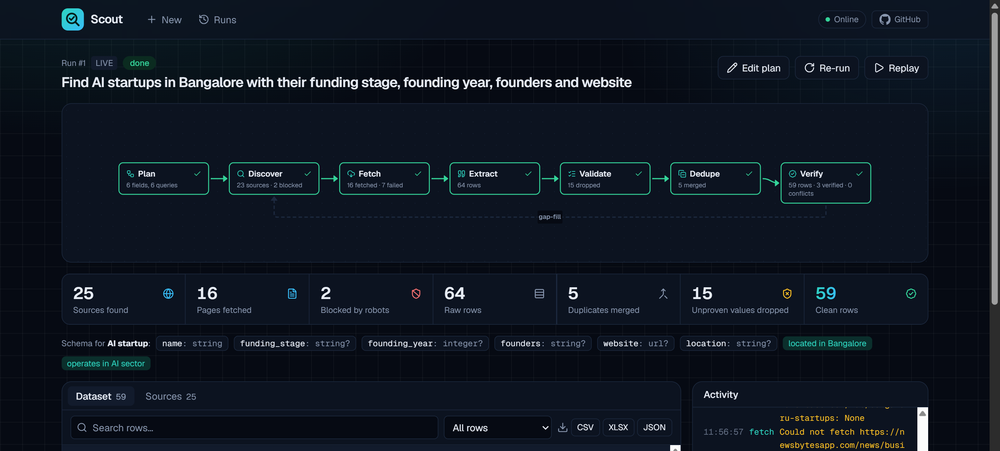 Scout
New
Runs
Online
GitHub
Run #1 LIVE done
Edit plan
Re-run
Replay
Find AI startups in Bangalore with their funding stage, founding year, founders and website
Plan
6 fields, 6 queries
Discover
23 sources · 2 blocked
Fetch
16 fetched · 7 failed
Extract
64 rows
Validate
15 dropped
Dedupe
5 merged
Verify
59 rows · 3 verified · 0
conflicts
gap-fill
25
Sources found
16
Pages fetched
2
Blocked by robots
64
Raw rows
5
Duplicates merged
15
Unproven values dropped
59
Clean rows
Schema for AI startup: name: string funding_stage: string? founding_year: integer? founders: string? website: url? location: string? located in Bangalore
operates in AI sector
Dataset 59
Sources 25
Search rows...
All rows
CSV
XLSX
JSON
Activity
ru-startups: None
11:56:57 fetch Could not fetch https://n
ewsbytesapp.com/news/busi